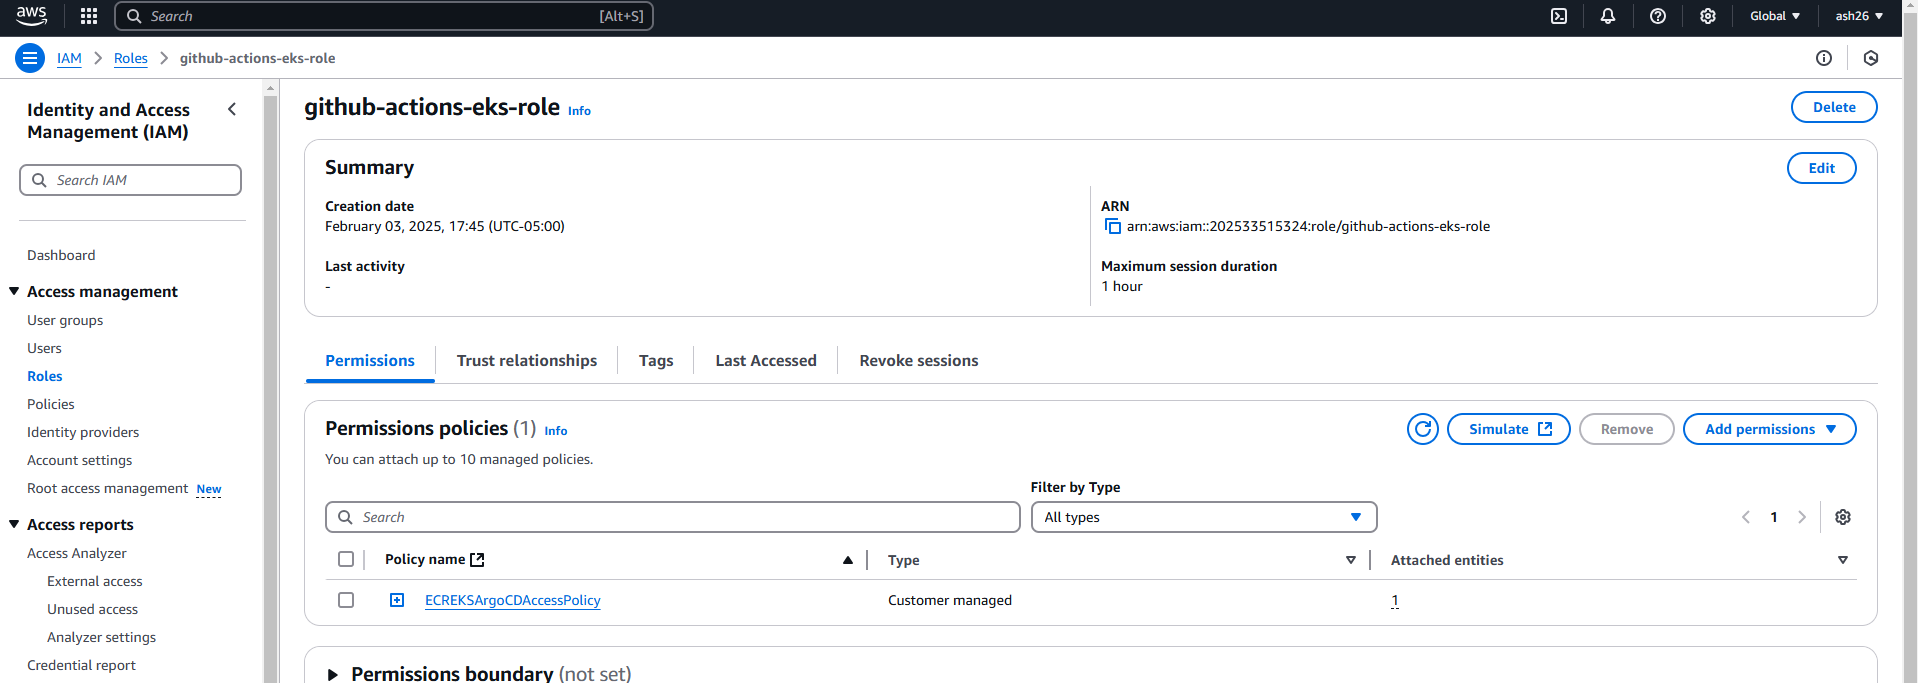 aws
Search [Alt+S]
Global ash26
IAM Roles github-actions-eks-role
Identity and Access Management (IAM)
Search IAM
Dashboard
Access management
User groups
Users
Roles
Policies
Identity providers
Account settings
Root access management New
Access reports
Access Analyzer
External access
Unused access
Analyzer settings
Credential report
github-actions-eks-role Info
Delete
Summary
Edit
Creation date
February 03, 2025, 17:45 (UTC-05:00)
ARN
arn:aws:iam::202533515324:role/github-actions-eks-role
Last activity
-
Maximum session duration
1 hour
Permissions Trust relationships Tags Last Accessed Revoke sessions
Permissions policies (1) Info
Simulate Remove Add permissions
You can attach up to 10 managed policies.
Filter by Type
Search
All types
1
Policy name Type Attached entities
ECREKSArgoCDAccessPolicy Customer managed 1
Permissions boundary (not set)